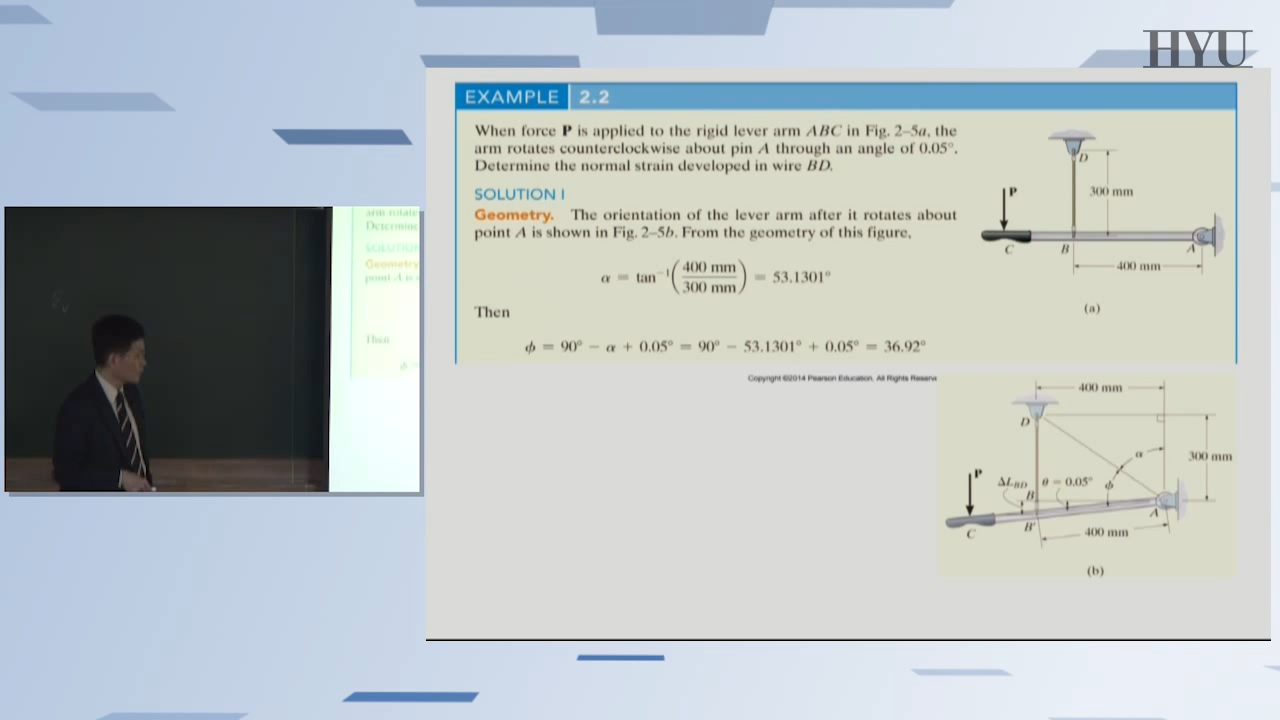 HYU
EXAMPLE 2.2
When force P is applied to the rigid lever arm ABC in Fig. 2–5a, the
arm rotates counterclockwise about pin A through an angle of 0.05°.
Determine the normal strain developed in wire BD.
SOLUTION I
Geometry. The orientation of the lever arm after it rotates about
point A is shown in Fig. 2–5b. From the geometry of this figure,
α = tan⁻¹(400 mm / 300 mm) = 53.1301°
Then
ϕ = 90° − α + 0.05° = 90° − 53.1301° + 0.05° = 36.92°
D
300 mm
P
C
B
A
400 mm
(a)
Copyright ©2014 Pearson Education, All Rights Reserve
400 mm
D
α
300 mm
P
ΔL_BD
θ = 0.05°
ϕ
B
A
C
B'
400 mm
(b)
arm rotate
Determine
SOLUTION
Geometry
point A is
Then
ϕ =